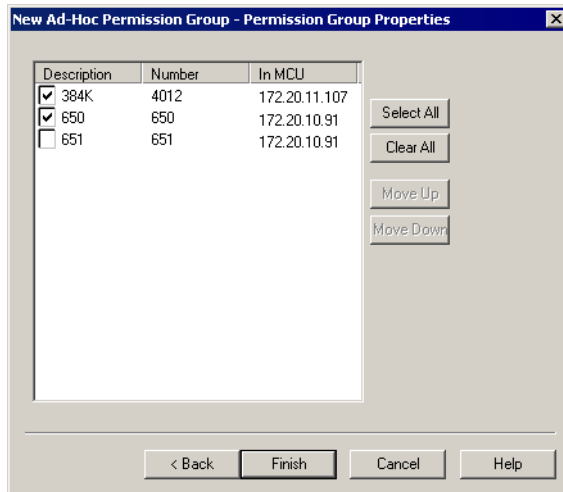 New Ad-Hoc Permission Group - Permission Group Properties
Description Number In MCU
384K 4012 172.20.11.107
650 650 172.20.10.91
651 651 172.20.10.91
Select All
Clear All
Move Up
Move Down
< Back Finish Cancel Help